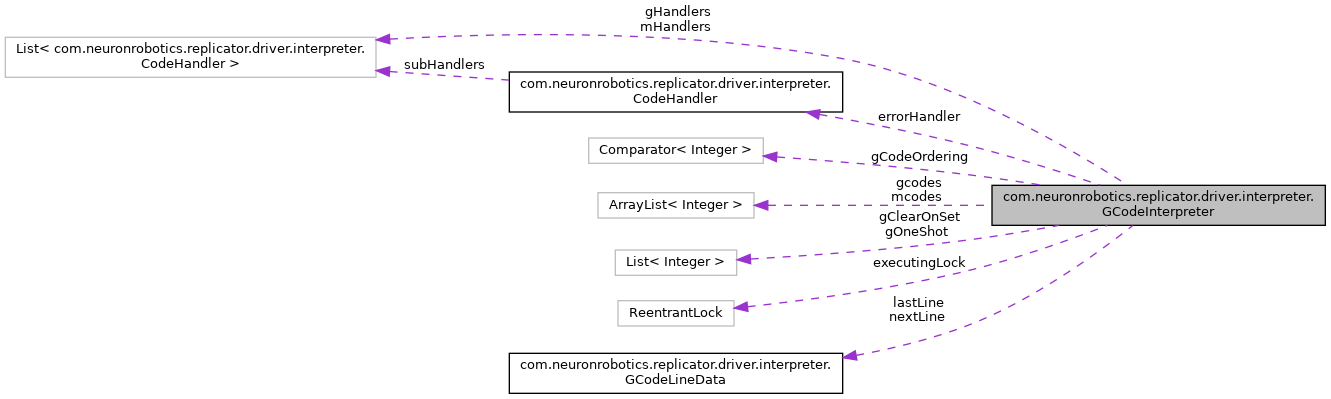 gHandlers
mHandlers
List< com.neuronrobotics.replicator.driver.interpreter.
CodeHandler >
subHandlers
com.neuronrobotics.replicator.driver.interpreter.
CodeHandler
errorHandler
Comparator< Integer >
gCodeOrdering
gcodes
mcodes
ArrayList< Integer >
com.neuronrobotics.replicator.driver.interpreter.
GCodeInterpreter
gClearOnSet
gOneShot
List< Integer >
executingLock
ReentrantLock
lastLine
nextLine
com.neuronrobotics.replicator.driver.interpreter.
GCodeLineData